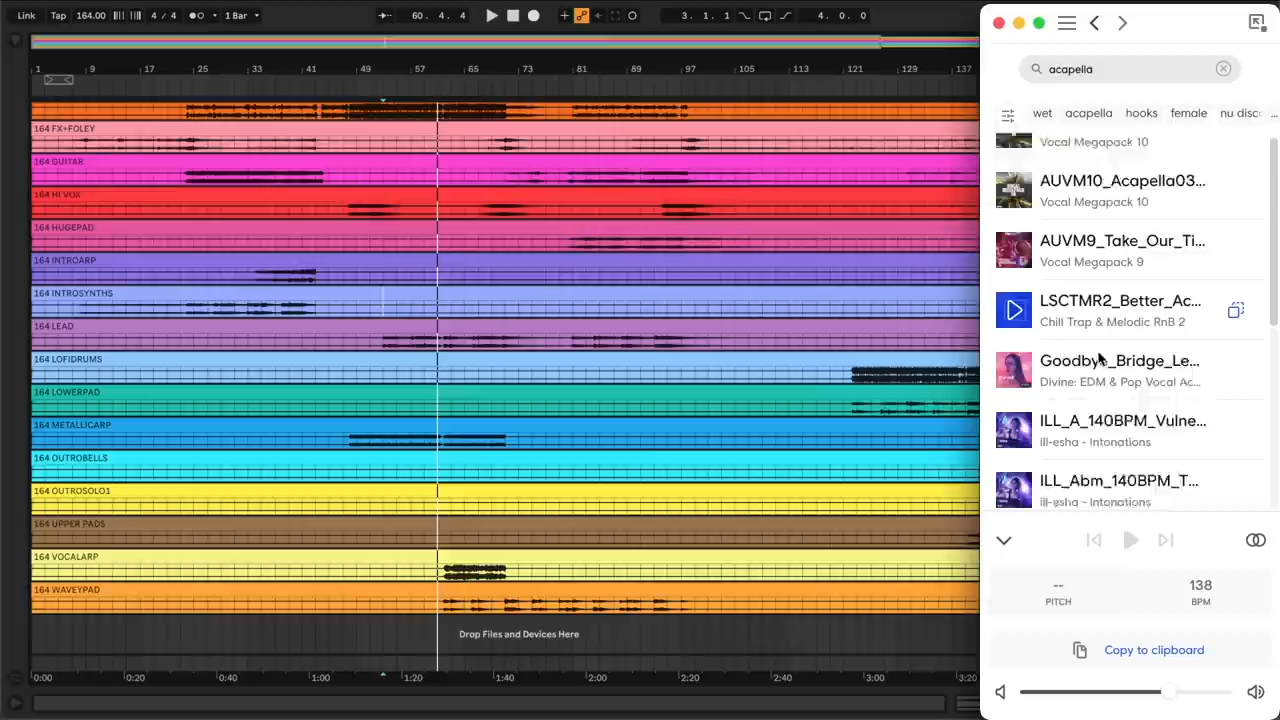 Link Tap 164.00 4 / 4 1 Bar 60. 4. 4 3. 1. 1 4. 0. 0
1 9 17 25 33 41 49 57 65 73 81 89 97 105 113 121 129 137
164 FX+FOLEY
164 GUITAR
164 HI VOX
164 HUGEPAD
164 INTROARP
164 INTROSYNTHS
164 LEAD
164 LOFIDRUMS
164 LOWERPAD
164 METALLICARP
164 OUTROBELLS
164 OUTROSOLO1
164 UPPER PADS
164 VOCALARP
164 WAVEPAD
Drop Files and Devices Here
0:00 0:20 0:40 1:00 1:20 1:40 2:00 2:20 2:40 3:00 3:20
acapella
wet acapella hooks female nu disc ...
Vocal Megapack 10
AUVM10_Acapella03...
Vocal Megapack 10
AUVM9_Take_Our_Ti...
Vocal Megapack 9
LSCTMR2_Better_Ac...
Chill Trap & Melodic RnB 2
Goodbye_Bridge_Le...
Divine: EDM & Pop Vocal Ac...
ILL_A_140BPM_Vulne...
ill-esha - Intonations
ILL_Abm_140BPM_T...
ill-esha - Intonations
-- 138
PITCH BPM
Copy to clipboard